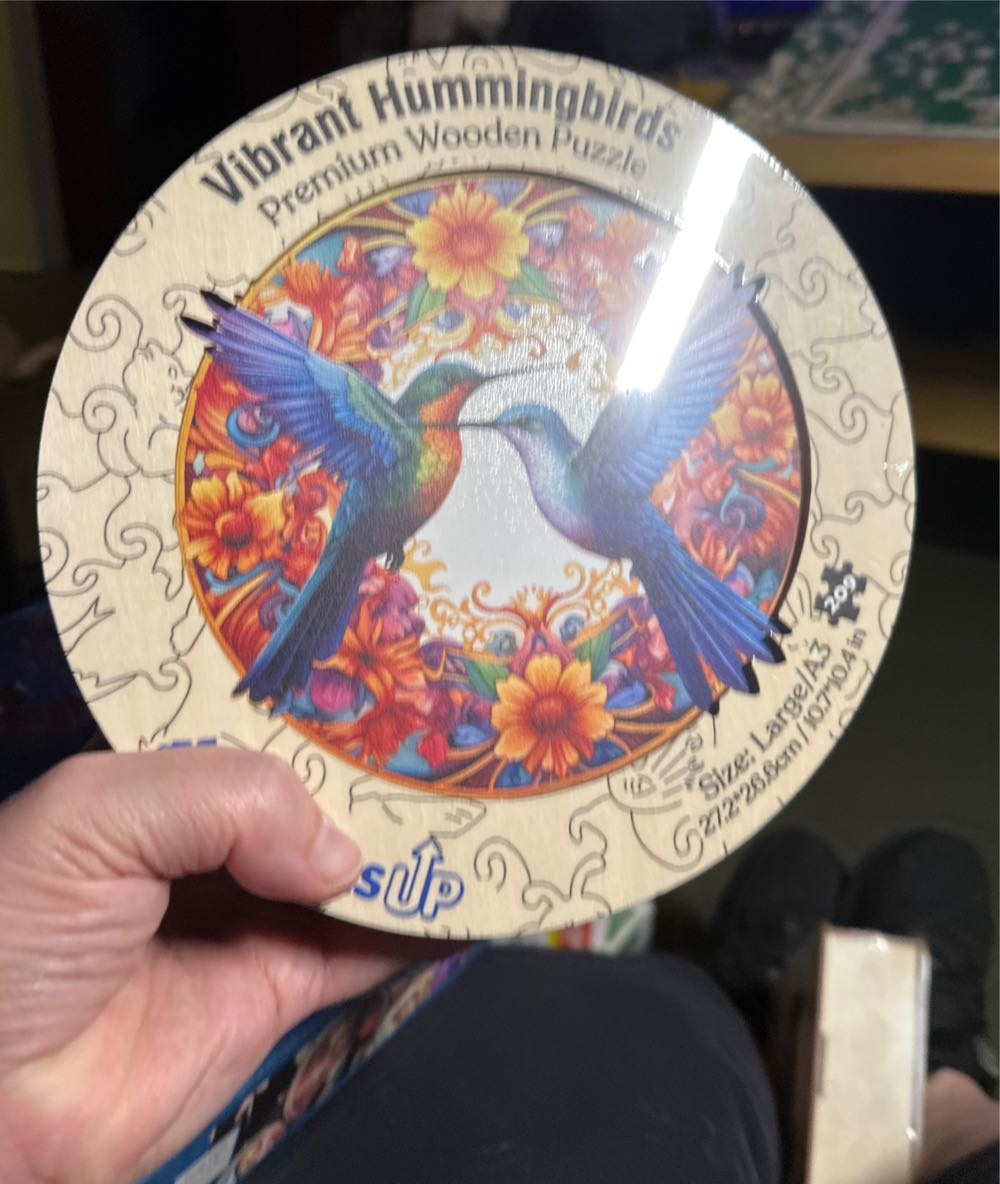 Vibrant Hummingbirds
Premium Wooden Puzzle
200
Size: Large/A3
27.2*26.6cm / 10.7*10.4 in
sUP